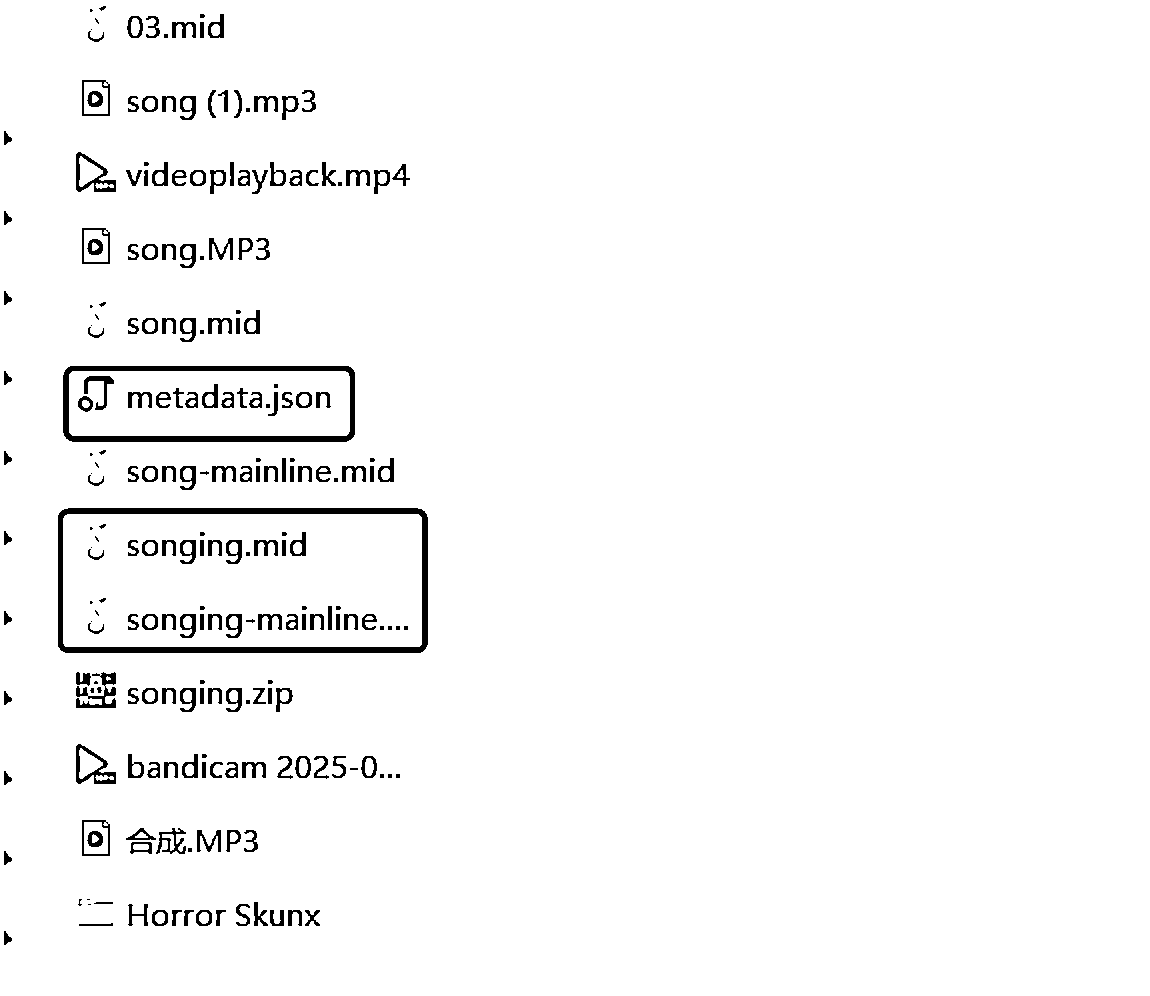 03.mid
song (1).mp3
videoplayback.mp4
song.MP3
song.mid
metadata.json
song-mainline.mid
songing.mid
songing-mainline....
songing.zip
bandicam 2025-0...
合成.MP3
Horror Skunx